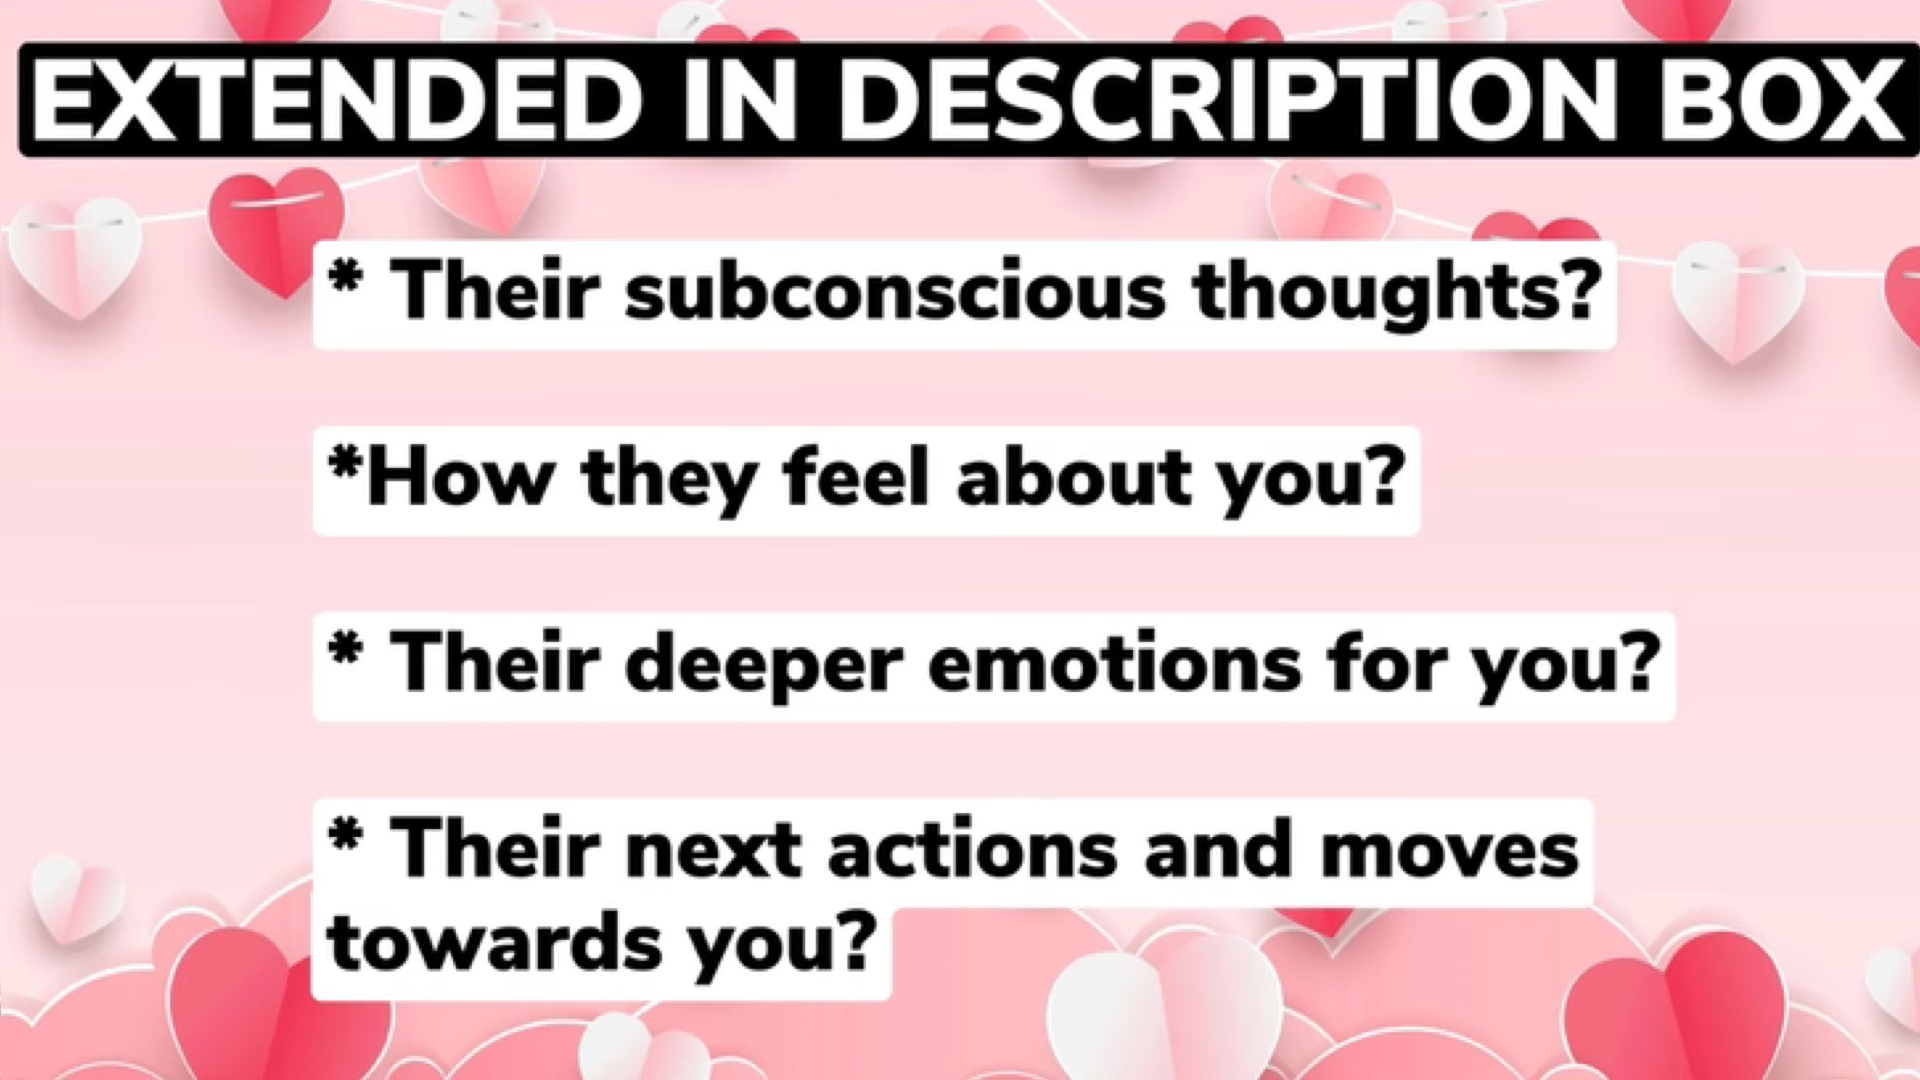 EXTENDED IN DESCRIPTION BOX
* Their subconscious thoughts?
*How they feel about you?
* Their deeper emotions for you?
* Their next actions and moves
towards you?